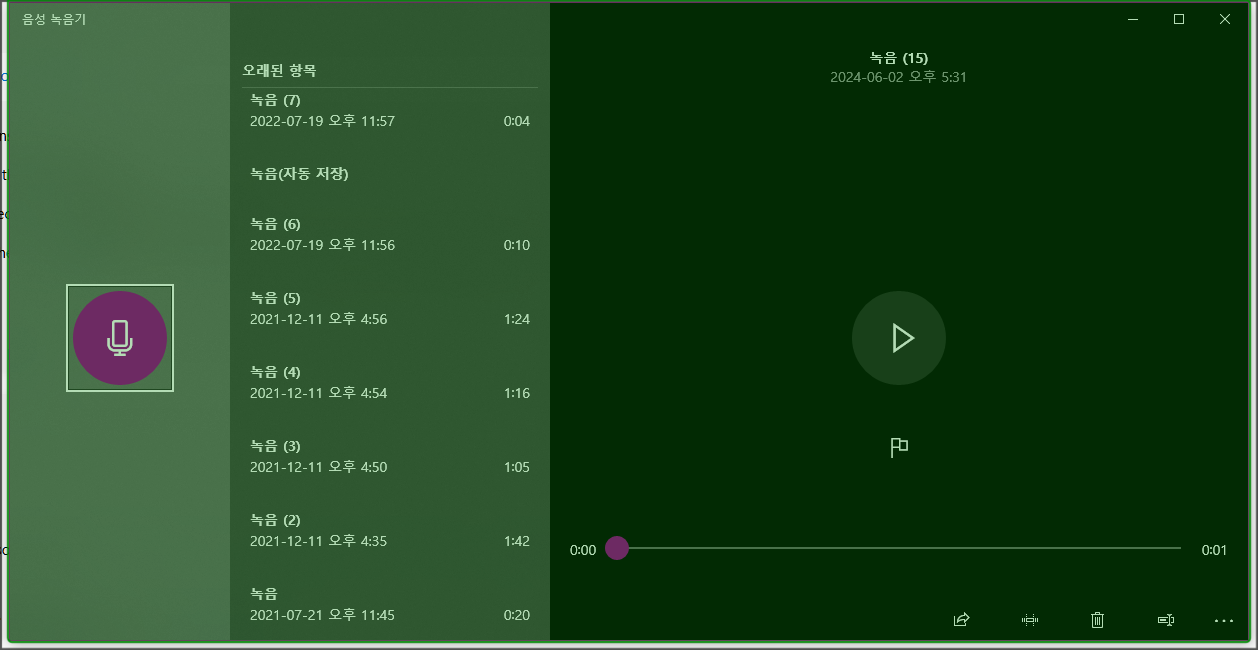 음성 녹음기
오래된 항목
녹음 (7)
2022-07-19 오후 11:57 0:04
녹음(자동 저장)
녹음 (6)
2022-07-19 오후 11:56 0:10
녹음 (5)
2021-12-11 오후 4:56 1:24
녹음 (4)
2021-12-11 오후 4:54 1:16
녹음 (3)
2021-12-11 오후 4:50 1:05
녹음 (2)
2021-12-11 오후 4:35 1:42
녹음
2021-07-21 오후 11:45 0:20
녹음 (15)
2024-06-02 오후 5:31
0:00 0:01